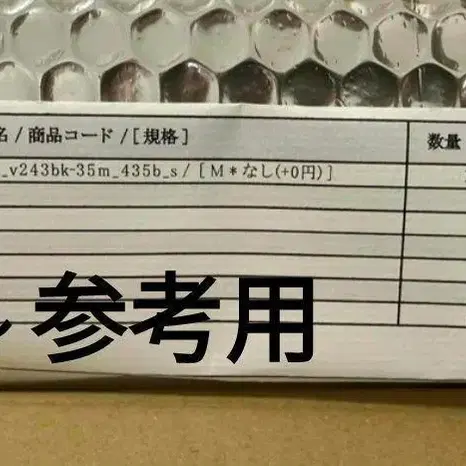 名 / 商品コード / [ 規格 ] 数量
_v243bk-35m_435b_s / [ M * なし(+0円) ]
参考用